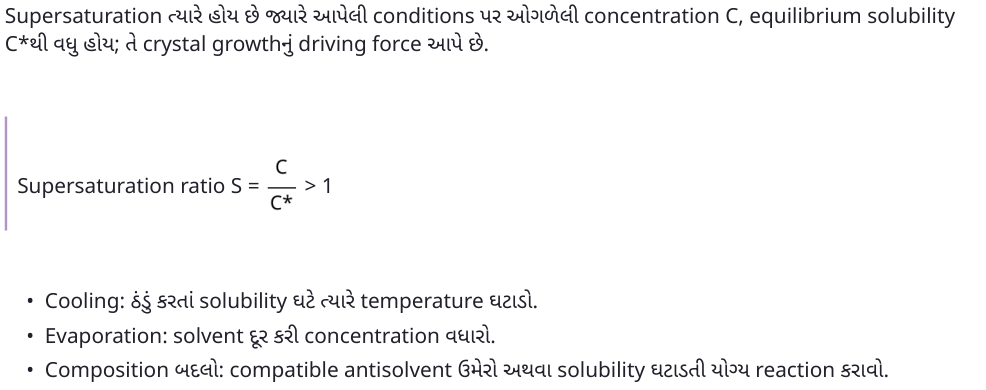 Supersaturation ત્યારે હોય છે જ્યારે આપેલી conditions પર ઓગળેલી concentration C, equilibrium solubility
C*થી વધુ હોય; તે crystal growthનું driving force આપે છે.
Supersaturation ratio S = C / C* > 1
• Cooling: ઠંડું કરતાં solubility ઘટે ત્યારે temperature ઘટાડો.
• Evaporation: solvent દૂર કરી concentration વધારો.
• Composition બદલો: compatible antisolvent ઉમેરો અથવા solubility ઘટાડતી યોગ્ય reaction કરાવો.